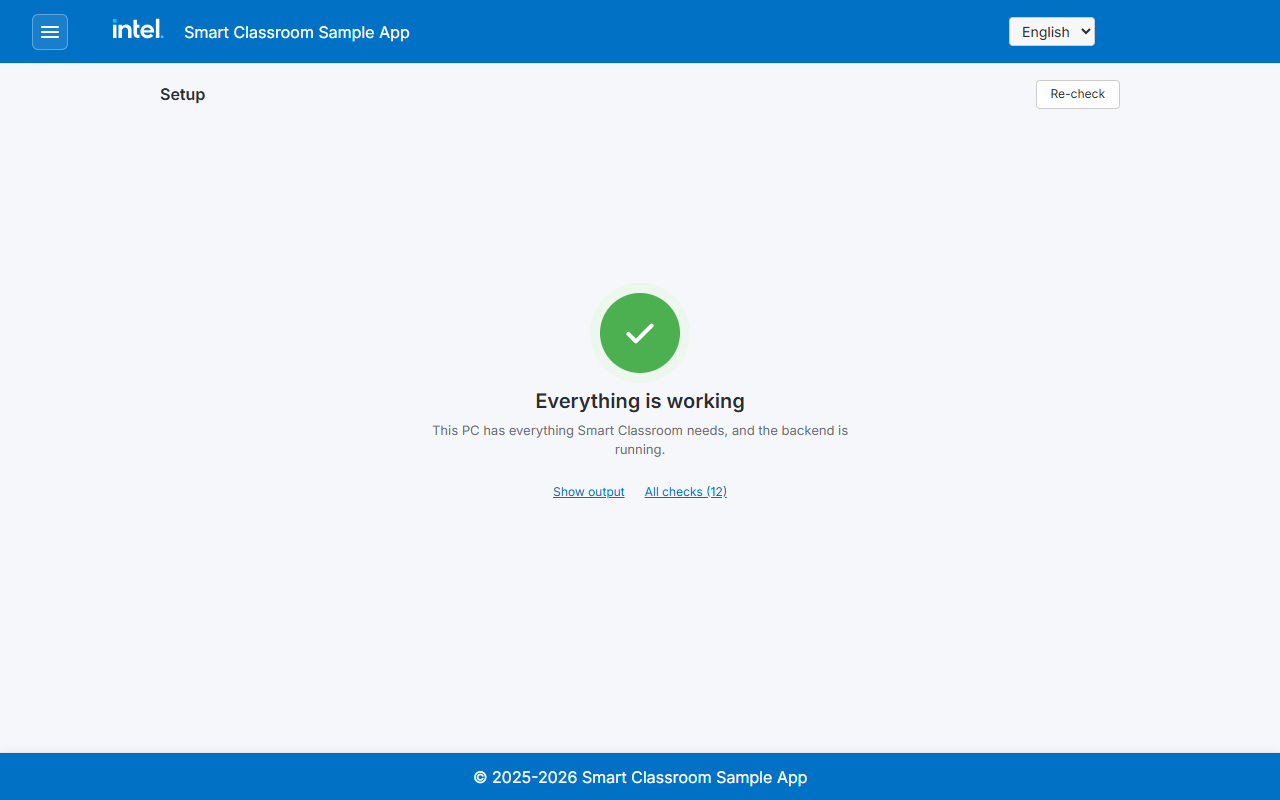 intel.
Smart Classroom Sample App
English
Setup
Re-check
Everything is working
This PC has everything Smart Classroom needs, and the backend is
running.
Show output
All checks (12)
© 2025-2026 Smart Classroom Sample App